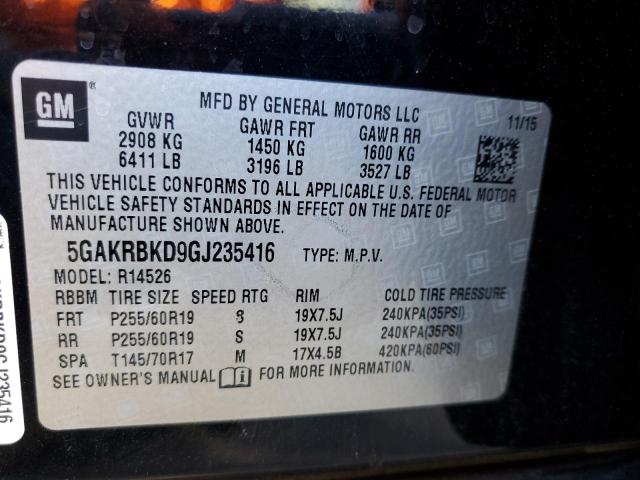 GM
MFD BY GENERAL MOTORS LLC
11/15
GVWR GAWR FRT GAWR RR
2908 KG 1450 KG 1600 KG
6411 LB 3196 LB 3527 LB
THIS VEHICLE CONFORMS TO ALL APPLICABLE U.S. FEDERAL MOTOR
VEHICLE SAFETY STANDARDS IN EFFECT ON THE DATE OF
MANUFACTURE SHOWN ABOVE.
5GAKRBKD9GJ235416 TYPE: M.P.V.
MODEL: R14526
RBBM TIRE SIZE SPEED RTG RIM COLD TIRE PRESSURE
FRT P255/60R19 S 19X7.5J 240KPA(35PSI)
RR P255/60R19 S 19X7.5J 240KPA(35PSI)
SPA T145/70R17 M 17X4.5B 420KPA(60PSI)
SEE OWNER'S MANUAL FOR MORE INFORMATION.